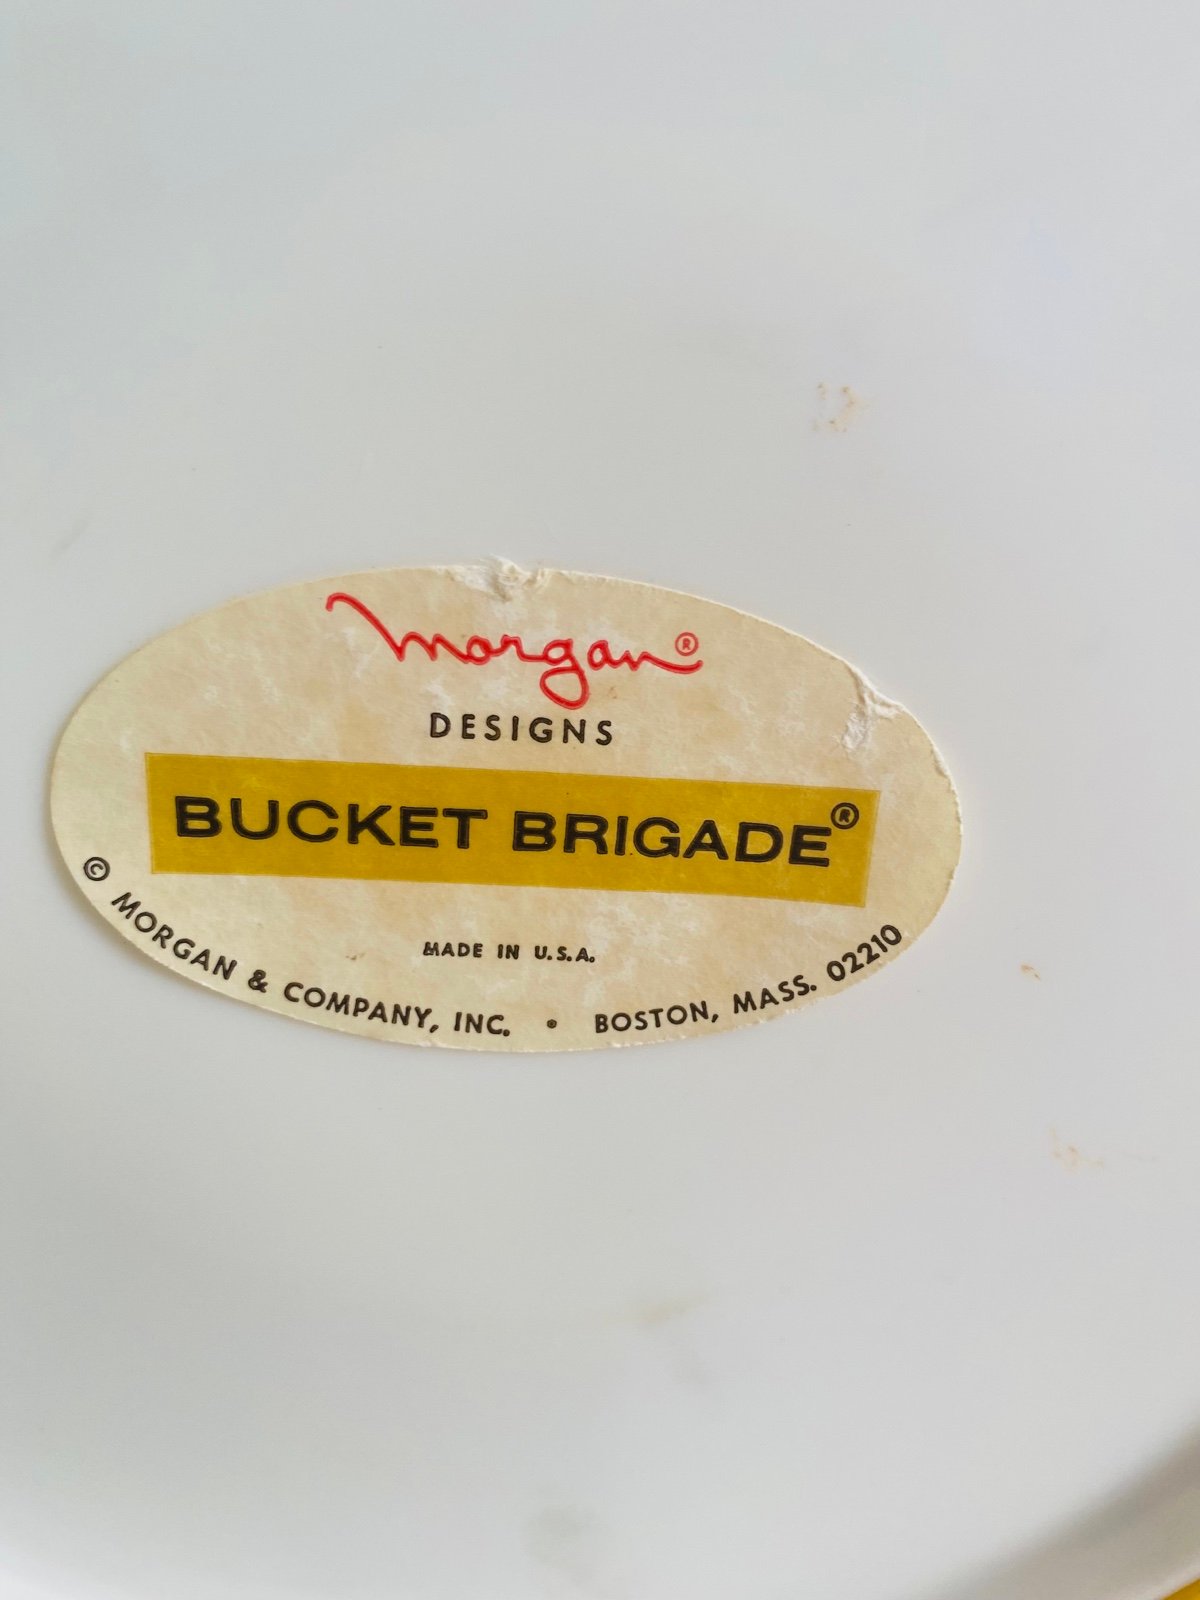 Morgan®
DESIGNS
BUCKET BRIGADE®
MADE IN U.S.A.
© MORGAN & COMPANY, INC. • BOSTON, MASS. 02210